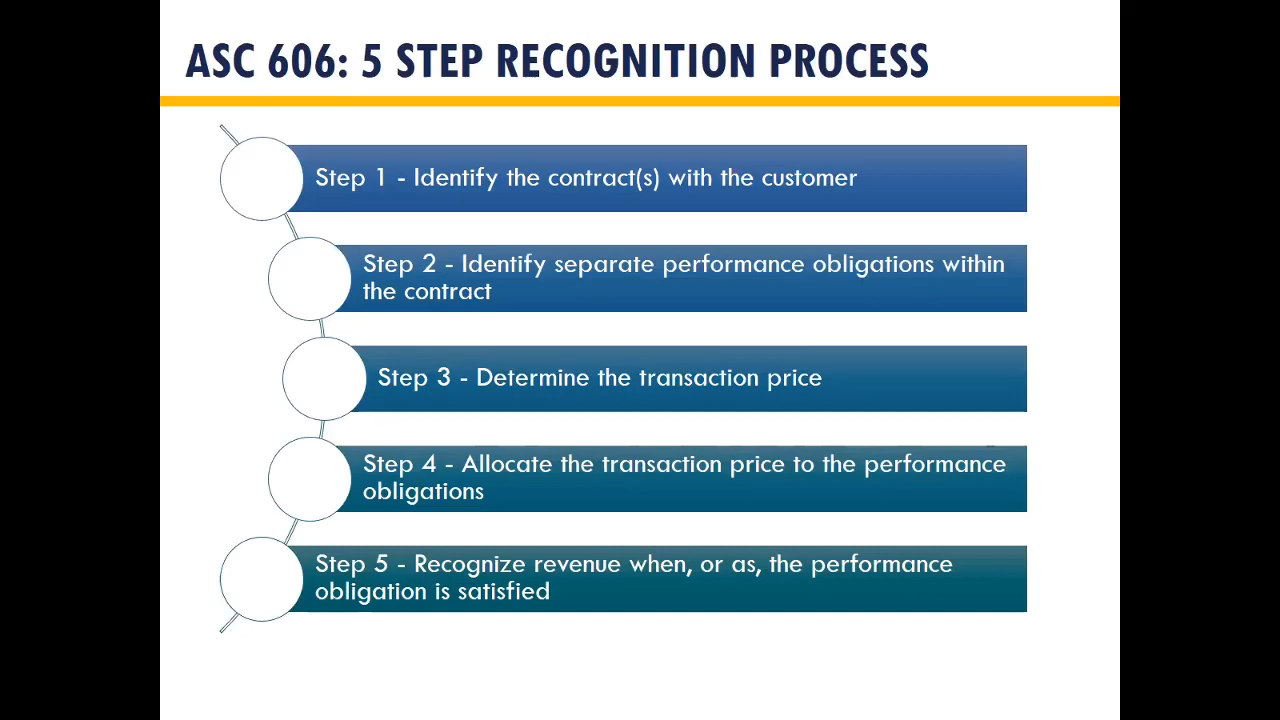 ASC 606: 5 STEP RECOGNITION PROCESS
Step 1 - Identify the contract(s) with the customer
Step 2 - Identify separate performance obligations within
the contract
Step 3 - Determine the transaction price
Step 4 - Allocate the transaction price to the performance
obligations
Step 5 - Recognize revenue when, or as, the performance
obligation is satisfied